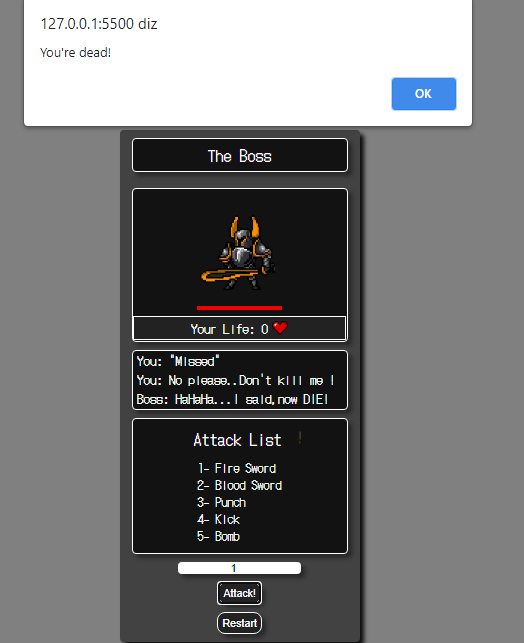 127.0.0.1:5500 diz
You're dead!
OK
The Boss
Your Life: 0
You: "Missed"
You: No please..Don't kill me !
Boss: HaHaHa...I said,now DIE!
Attack List !
1- Fire Sword
2- Blood Sword
3- Punch
4- Kick
5- Bomb
1
Attack!
Restart